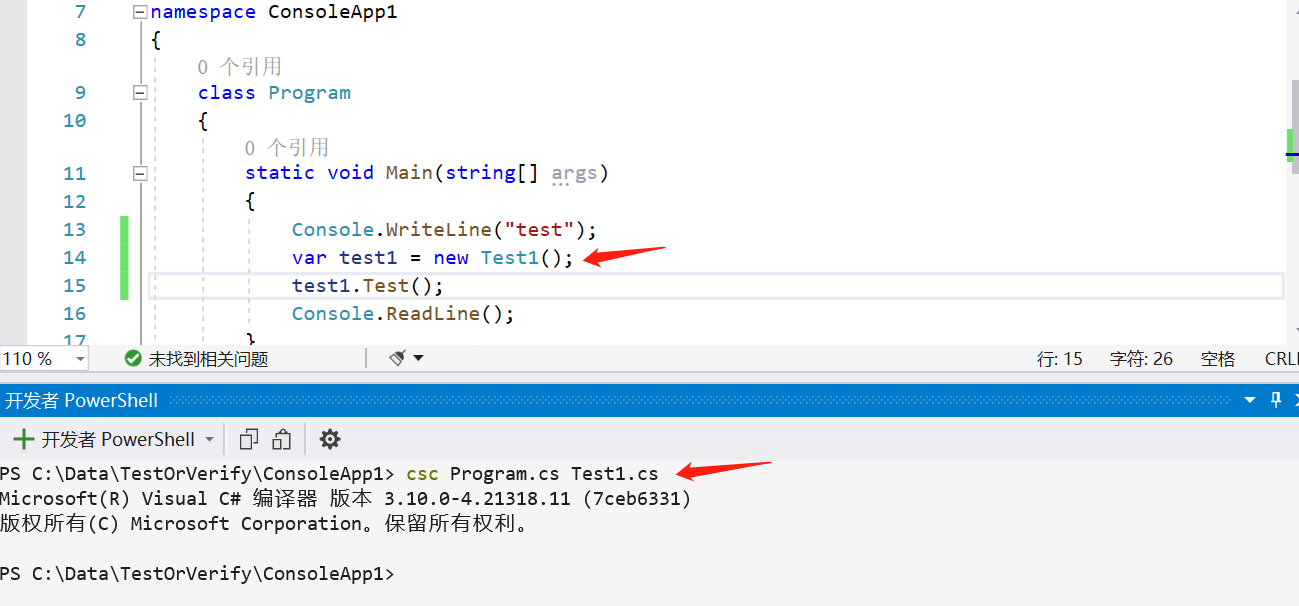 7 namespace ConsoleApp1
8 {
0 个引用
9 class Program
10 {
0 个引用
11 static void Main(string[] args)
12 {
13 Console.WriteLine("test");
14 var test1 = new Test1();
15 test1.Test();
16 Console.ReadLine();
17 }
110 % 未找到相关问题 行: 15 字符: 26 空格 CRL
开发者 PowerShell
开发者 PowerShell
PS C:\Data\TestOrVerify\ConsoleApp1> csc Program.cs Test1.cs
Microsoft(R) Visual C# 编译器 版本 3.10.0-4.21318.11 (7ceb6331)
版权所有(C) Microsoft Corporation。保留所有权利。
PS C:\Data\TestOrVerify\ConsoleApp1>